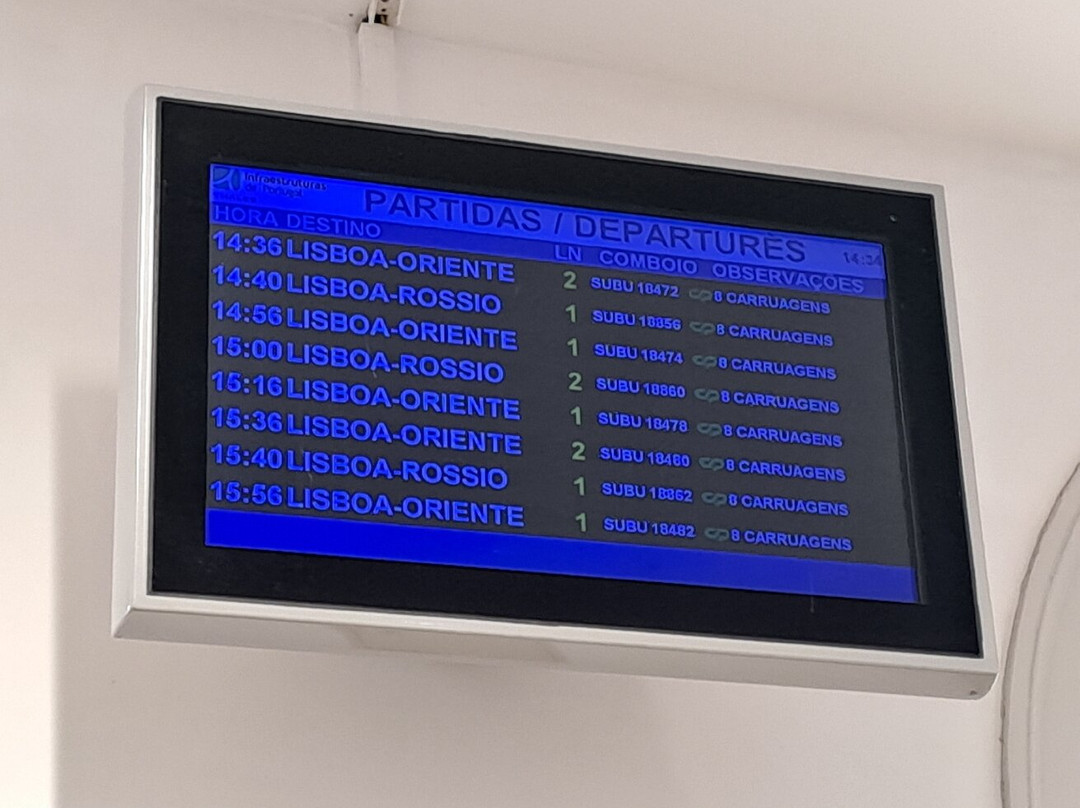 Infraestruturas
de Portugal
PARTIDAS / DEPARTURES
14:34
HORA DESTINO LN COMBOIO OBSERVAÇÕES
14:36 LISBOA-ORIENTE 2 SUBU 18472 8 CARRUAGENS
14:40 LISBOA-ROSSIO 1 SUBU 18856 8 CARRUAGENS
14:56 LISBOA-ORIENTE 1 SUBU 18474 8 CARRUAGENS
15:00 LISBOA-ROSSIO 2 SUBU 18860 8 CARRUAGENS
15:16 LISBOA-ORIENTE 1 SUBU 18478 8 CARRUAGENS
15:36 LISBOA-ORIENTE 2 SUBU 18480 8 CARRUAGENS
15:40 LISBOA-ROSSIO 1 SUBU 18862 8 CARRUAGENS
15:56 LISBOA-ORIENTE 1 SUBU 18482 8 CARRUAGENS